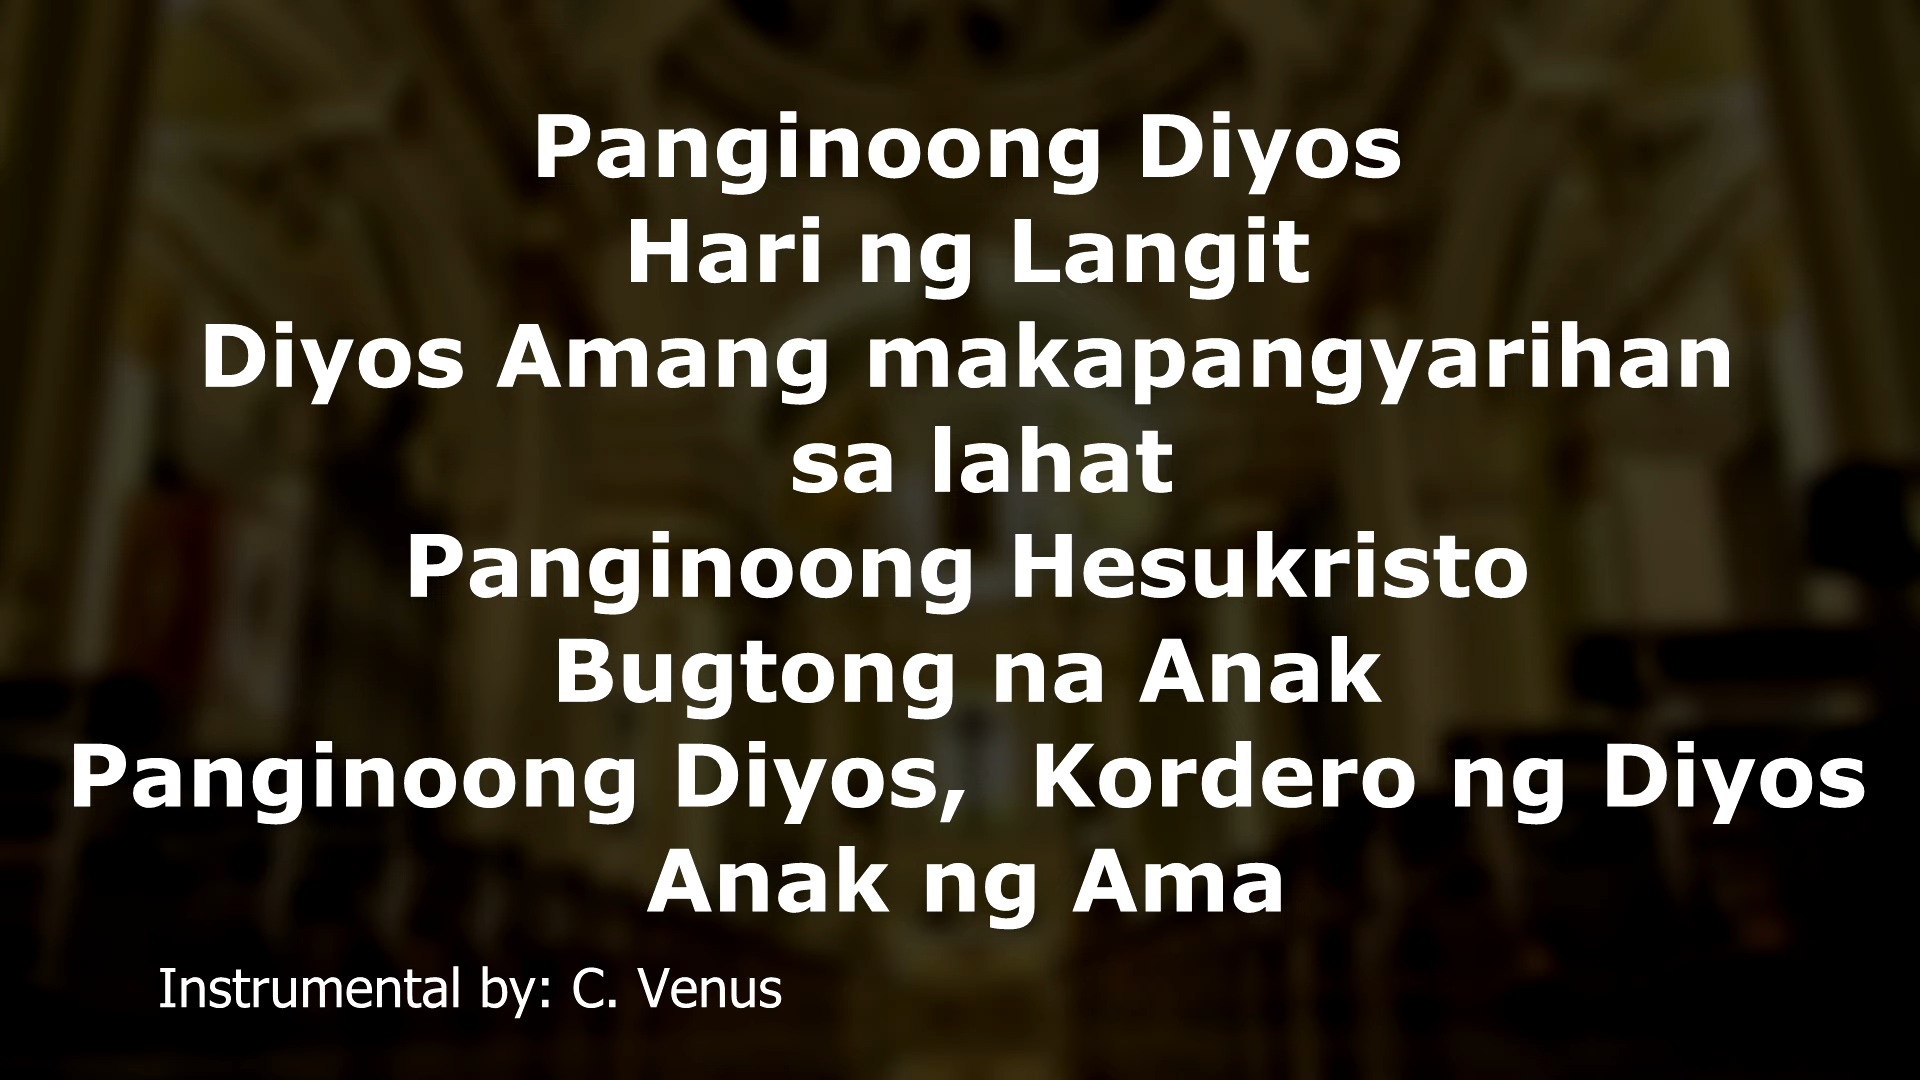 Panginoong Diyos
Hari ng Langit
Diyos Amang makapangyarihan
sa lahat
Panginoong Hesukristo
Bugtong na Anak
Panginoong Diyos,  Kordero ng Diyos
Anak ng Ama
Instrumental by: C. Venus